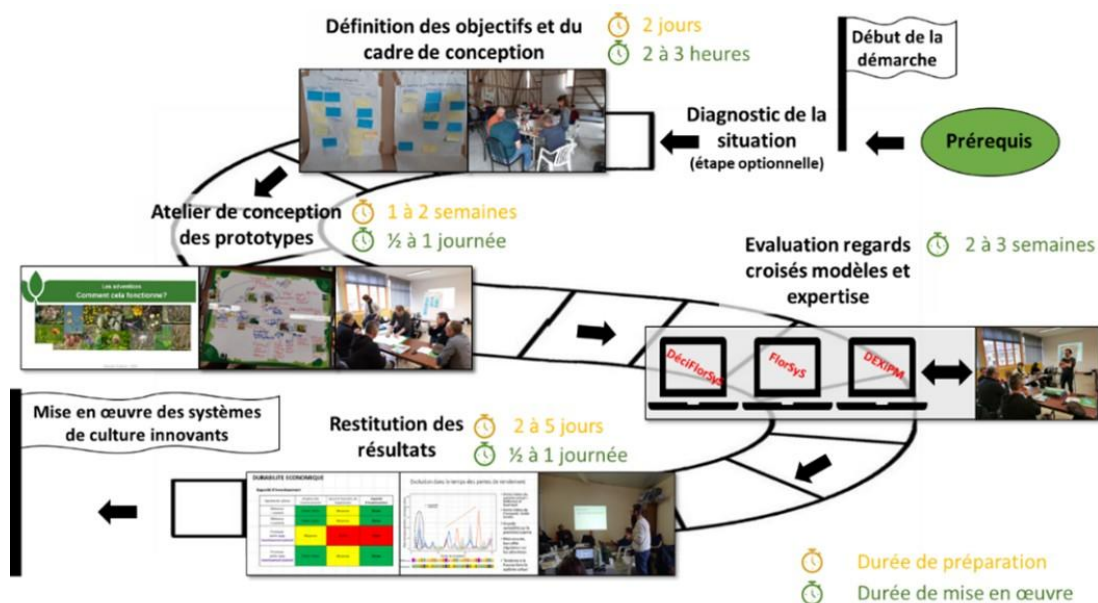 Définition des objectifs et du
cadre de conception
2 jours
2 à 3 heures
Début de la
démarche
Prérequis
Diagnostic de la
situation
(étape optionnelle)
Atelier de conception
des prototypes
1 à 2 semaines
½ à 1 journée
Les adventices
Comment cela fonctionne?
Evaluation regards
croisés modèles et
expertise
2 à 3 semaines
DéciFlorSys
FlorSyS
DEXiPM
Restitution des
résultats
2 à 5 jours
½ à 1 journée
DURABILITE ECONOMIQUE
Evolution dans le temps des pertes de rendement
Mise en œuvre des systèmes
de culture innovants
Durée de préparation
Durée de mise en œuvre